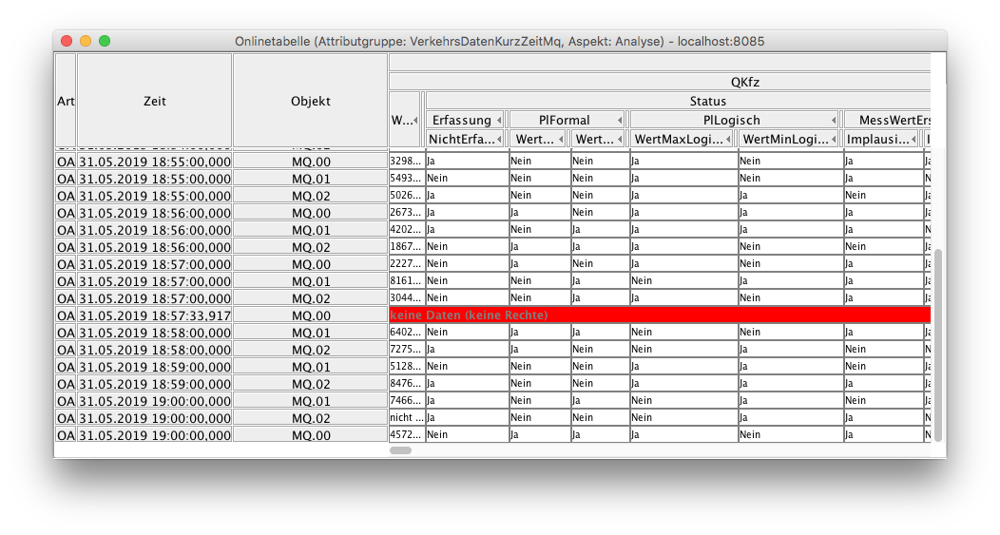 Onlinetabelle (Attributgruppe: VerkehrsDatenKurzZeitMq, Aspekt: Analyse) – localhost:8085
QKfz
Status
Art Zeit Objekt W... Erfassung PlFormal PlLogisch MessWertErs
NichtErfa... Wert... Wert... WertMaxLogi... WertMinLogi... Implausi...
OA 31.05.2019 18:55:00,000 MQ.00 3298... Ja Nein Nein Ja Nein Ja
OA 31.05.2019 18:55:00,000 MQ.01 5493... Nein Nein Nein Ja Nein Ja
OA 31.05.2019 18:55:00,000 MQ.02 5026... Ja Ja Nein Ja Ja Nein
OA 31.05.2019 18:56:00,000 MQ.00 2673... Ja Ja Nein Ja Nein Ja
OA 31.05.2019 18:56:00,000 MQ.01 4202... Ja Nein Ja Ja Ja Ja
OA 31.05.2019 18:56:00,000 MQ.02 1867... Nein Ja Ja Ja Nein Nein
OA 31.05.2019 18:57:00,000 MQ.00 2227... Nein Ja Nein Ja Nein Ja
OA 31.05.2019 18:57:00,000 MQ.01 8161... Nein Nein Ja Nein Ja Ja
OA 31.05.2019 18:57:00,000 MQ.02 3044... Nein Nein Ja Ja Nein Ja
OA 31.05.2019 18:57:33,917 MQ.00 keine Daten (keine Rechte)
OA 31.05.2019 18:58:00,000 MQ.01 6402... Nein Ja Ja Nein Nein Ja
OA 31.05.2019 18:58:00,000 MQ.02 7275... Ja Ja Nein Nein Ja Nein
OA 31.05.2019 18:59:00,000 MQ.01 5128... Nein Nein Nein Ja Ja Nein
OA 31.05.2019 18:59:00,000 MQ.02 8476... Ja Nein Nein Ja Ja Ja
OA 31.05.2019 19:00:00,000 MQ.01 7466... Ja Nein Ja Nein Ja Nein
OA 31.05.2019 19:00:00,000 MQ.02 nicht ... Ja Nein Nein Nein Ja Ja
OA 31.05.2019 19:00:00,000 MQ.00 4572... Nein Ja Ja Ja Nein Ja